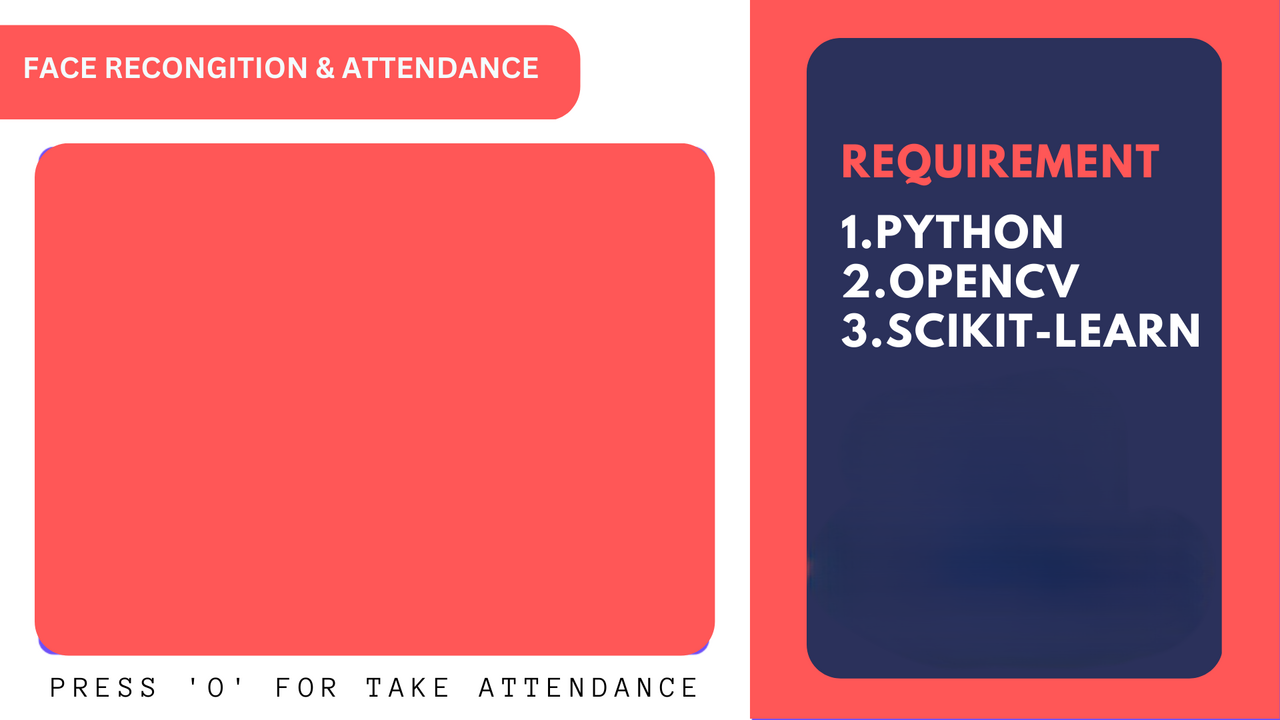 FACE RECONGITION & ATTENDANCE
PRESS 'O' FOR TAKE ATTENDANCE
REQUIREMENT
1.PYTHON
2.OPENCV
3.SCIKIT-LEARN